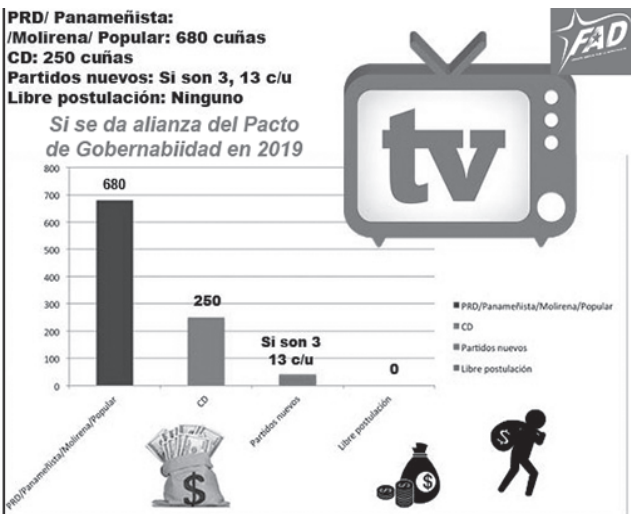 PRD/ Panameñista:
/Molirena/ Popular: 680 cuñas
CD: 250 cuñas
Partidos nuevos: Si son 3, 13 c/u
Libre postulación: Ninguno
Si se da alianza del Pacto
de Gobernabiidad en 2019
FAD
tv
800
700
600
500
400
300
200
100
0
680
250
Si son 3
13 c/u
0
PRD/Panameñista/Molirena/Popular
CD
Partidos nuevos
Libre postulación
PRD/Panameñista/Molirena/Popular
CD
Partidos nuevos
Libre postulación
$
$
$